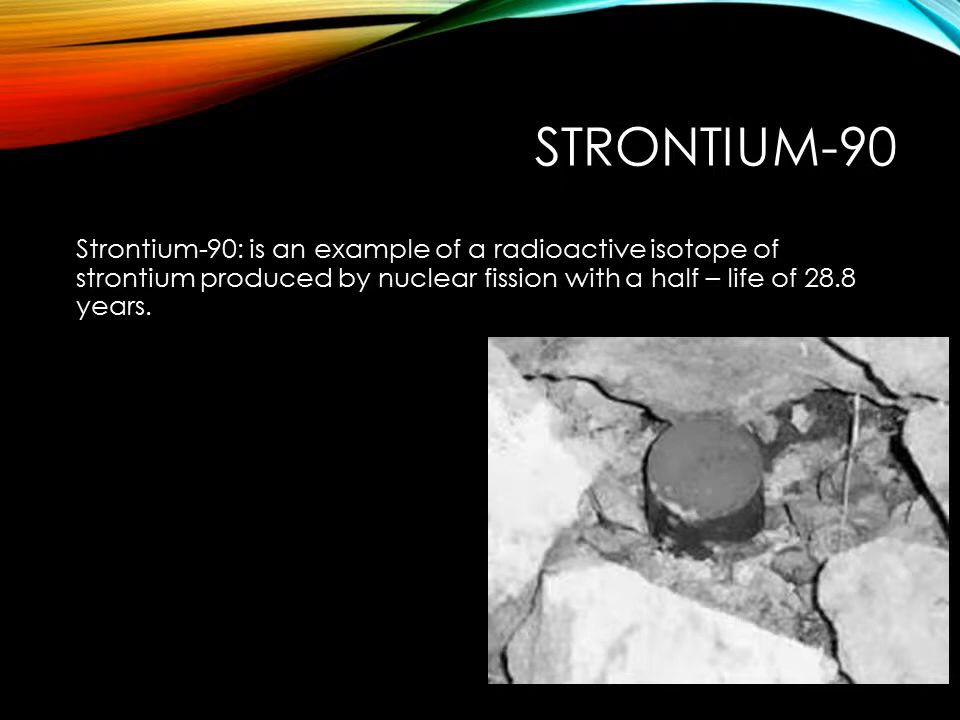 STRONTIUM-90
Strontium-90: is an example of a radioactive isotope of
strontium produced by nuclear fission with a half – life of 28.8
years.